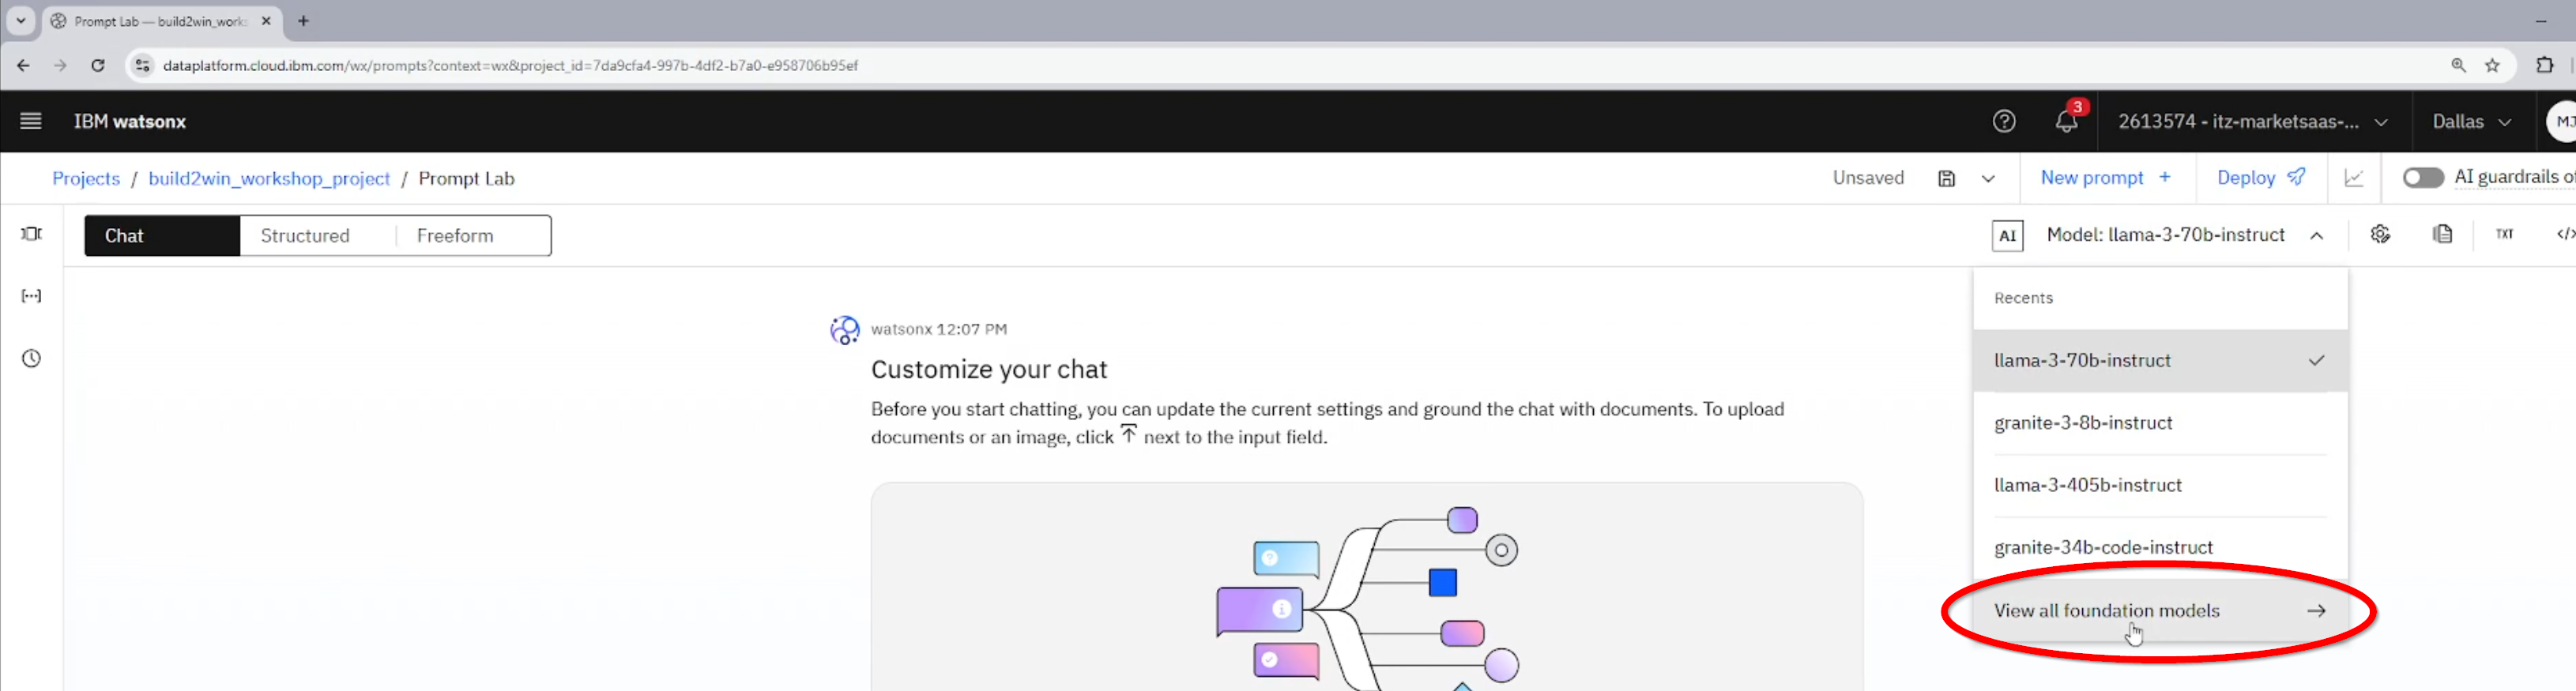 Prompt Lab — build2win_work
dataplatform.cloud.ibm.com/wx/prompts?context=wx&project_id=7da9cfa4-997b-4df2-b7a0-e958706b95ef
IBM watsonx
3
2613574 - itz-marketsaas-...
Dallas
MJ
Projects / build2win_workshop_project / Prompt Lab
Unsaved
New prompt +
Deploy
AI guardrails of
Chat
Structured
Freeform
AI
Model: llama-3-70b-instruct
TXT
Recents
llama-3-70b-instruct
granite-3-8b-instruct
llama-3-405b-instruct
granite-34b-code-instruct
View all foundation models
watsonx 12:07 PM
Customize your chat
Before you start chatting, you can update the current settings and ground the chat with documents. To upload
documents or an image, click next to the input field.